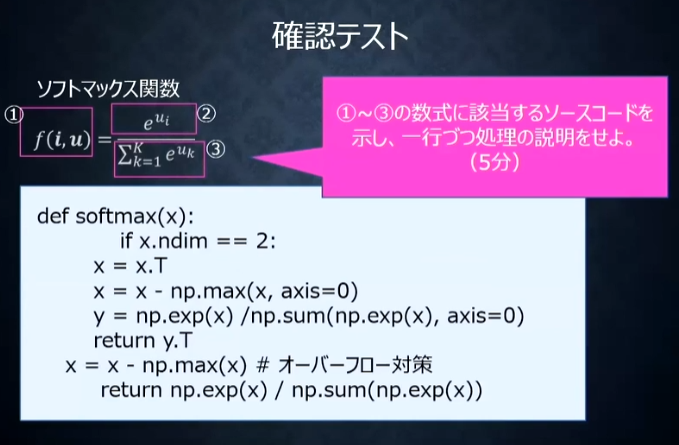 確認テスト
ソフトマックス関数
① f(i,u) = e^{u_i} ②
∑_{k=1}^{K} e^{u_k} ③
①~③の数式に該当するソースコードを
示し、一行づつ処理の説明をせよ。
(5分)
def softmax(x):
if x.ndim == 2:
x = x.T
x = x - np.max(x, axis=0)
y = np.exp(x) /np.sum(np.exp(x), axis=0)
return y.T
x = x - np.max(x) # オーバーフロー対策
return np.exp(x) / np.sum(np.exp(x))